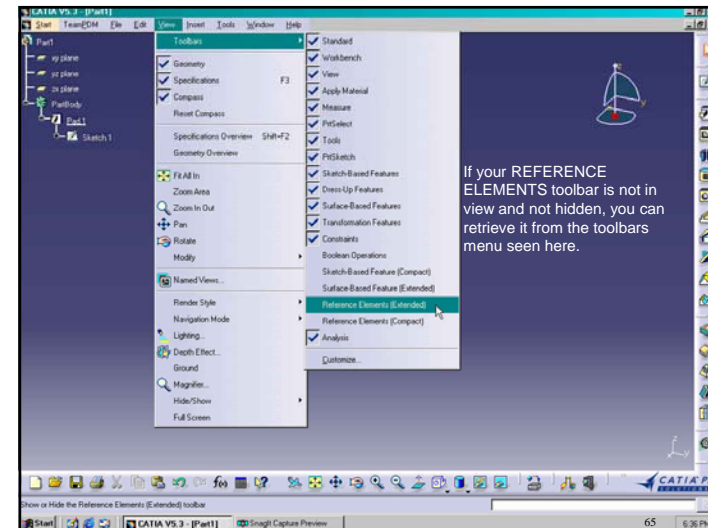 CATIA V5.3 - [Part1]
Start TeamPDM File Edit View Insert Tools Window Help
Part1
xy plane
yz plane
zx plane
PartBody
Pad.1
Sketch.1
Toolbars
Geometry
Specifications F3
Compass
Reset Compass
Specifications Overview Shift+F2
Geometry Overview
Fit All In
Zoom Area
Zoom In Out
Pan
Rotate
Modify
Named Views...
Render Style
Navigation Mode
Lighting...
Depth Effect...
Ground
Magnifier...
Hide/Show
Full Screen
Standard
Workbench
View
Apply Material
Measure
PrtSelect
Tools
PrtSketch
Sketch-Based Features
Dress-Up Features
Surface-Based Features
Transformation Features
Constraints
Boolean Operations
Sketch-Based Feature (Compact)
Surface-Based Feature (Extended)
Reference Elements (Extended)
Reference Elements (Compact)
Analysis
Customize...
If your REFERENCE
ELEMENTS toolbar is not in
view and not hidden, you can
retrieve it from the toolbars
menu seen here.
z
y
CATIA P
SOLUTIONS
Show or Hide the Reference Elements (Extended) toolbar
Start CATIA V5.3 - [Part1] SnagIt Capture Preview 65 6:36 PM